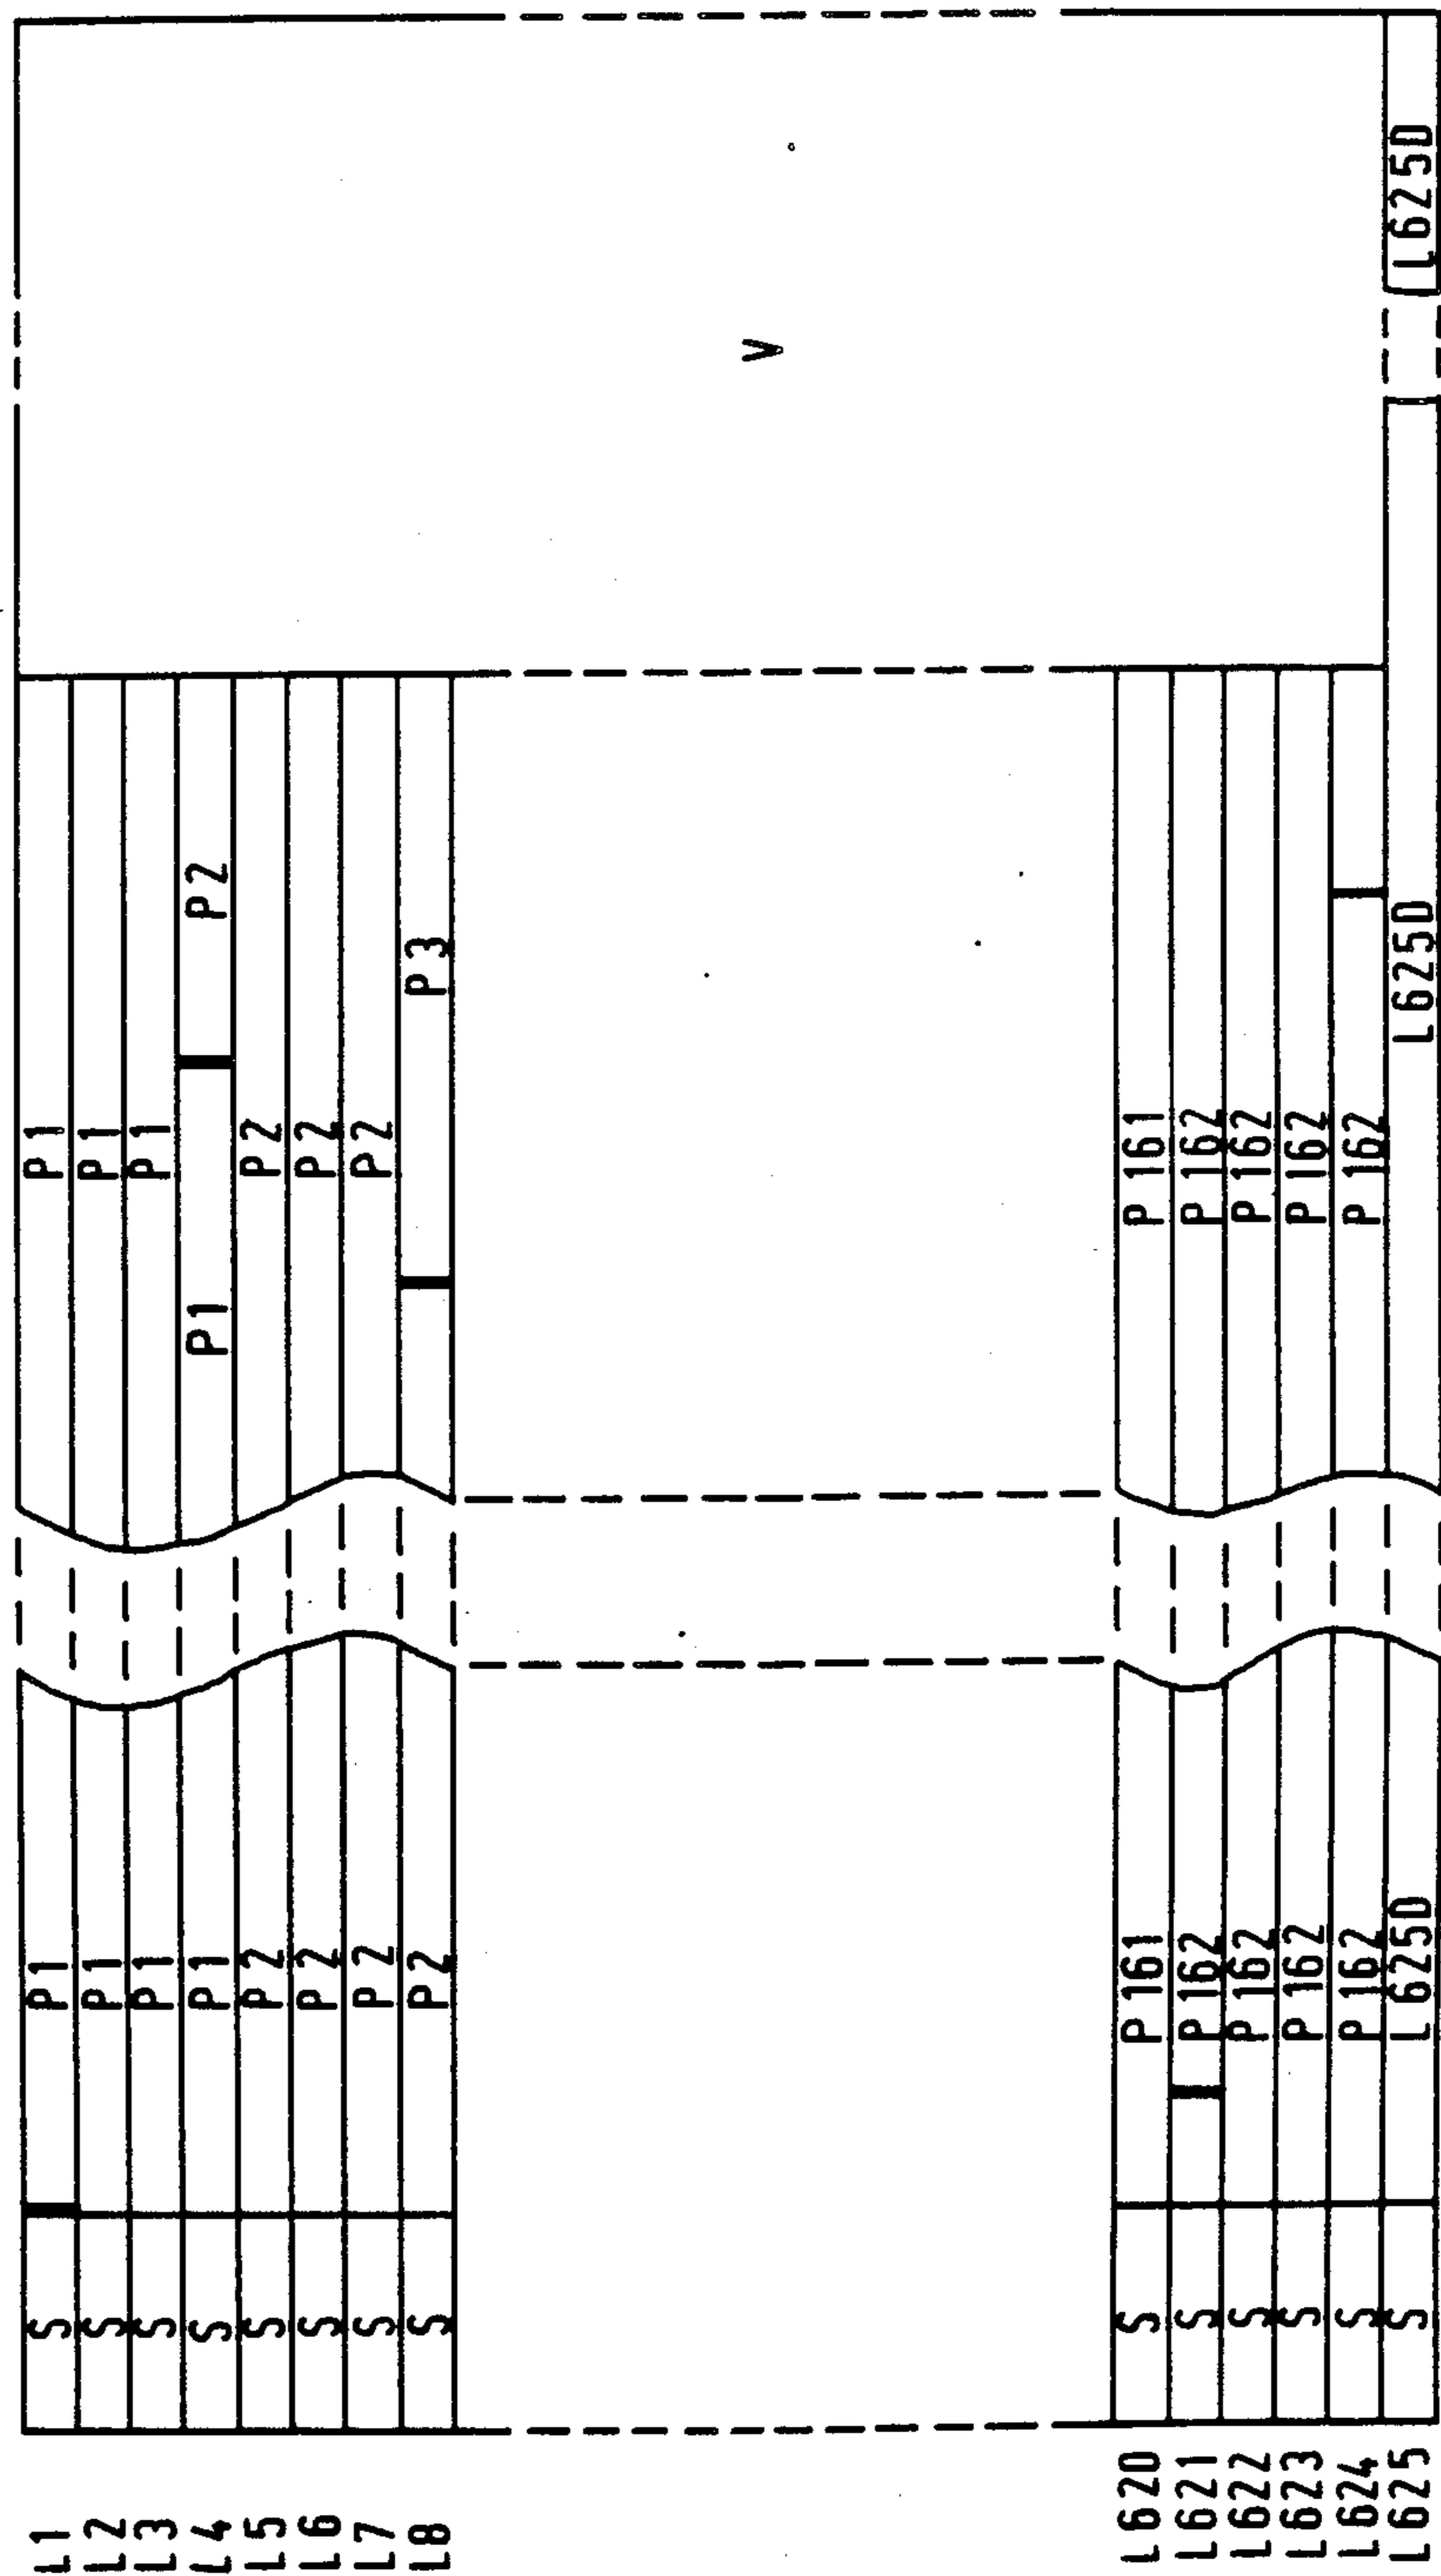 L1 S P1 P1
L2 S P1 P1
L3 S P1 P1
L4 S P1 P1 P2
L5 S P2 P2
L6 S P2 P2
L7 S P2 P2
L8 S P2 P3
V
L620 S P161 P161
L621 S P162 P162
L622 S P162 P162
L623 S P162 P162
L624 S P162 P162
L625 S L625D L625D L625D